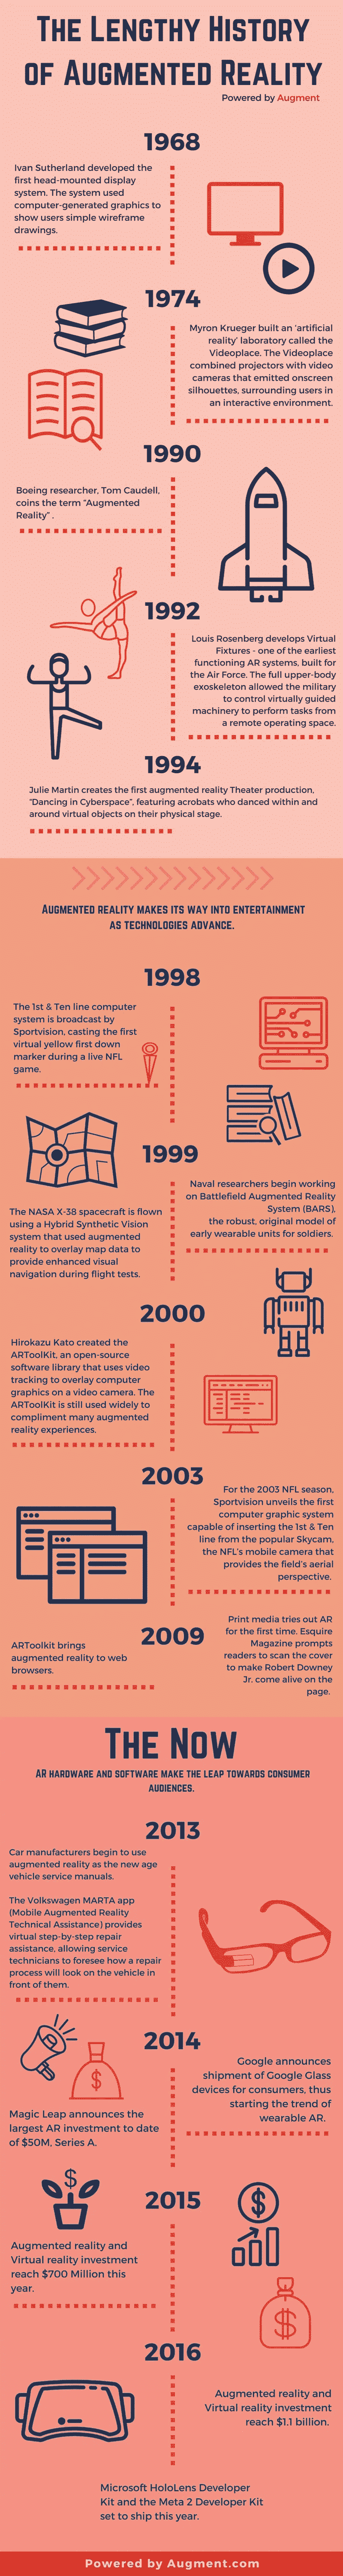 THE LENGTHY HISTORY
OF AUGMENTED REALITY
Powered by Augment
1968
Ivan Sutherland developed the
first head-mounted display
system. The system used
computer-generated graphics to
show users simple wireframe
drawings.
1974
Myron Krueger built an 'artificial
reality' laboratory called the
Videoplace. The Videoplace
combined projectors with video
cameras that emitted onscreen
silhouettes, surrounding users in
an interactive environment.
1990
Boeing researcher, Tom Caudell,
coins the term "Augmented
Reality" .
1992
Louis Rosenberg develops Virtual
Fixtures - one of the earliest
functioning AR systems, built for
the Air Force. The full upper-body
exoskeleton allowed the military
to control virtually guided
machinery to perform tasks from
a remote operating space.
1994
Julie Martin creates the first augmented reality Theater production,
"Dancing in Cyberspace", featuring acrobats who danced within and
around virtual objects on their physical stage.
AUGMENTED REALITY MAKES ITS WAY INTO ENTERTAINMENT
AS TECHNOLOGIES ADVANCE.
1998
The 1st & Ten line computer
system is broadcast by
Sportvision, casting the first
virtual yellow first down
marker during a live NFL
game.
1999
Naval researchers begin working
on Battlefield Augmented Reality
System (BARS),
the robust, original model of
early wearable units for soldiers.
The NASA X-38 spacecraft is flown
using a Hybrid Synthetic Vision
system that used augmented
reality to overlay map data to
provide enhanced visual
navigation during flight tests.
2000
Hirokazu Kato created the
ARToolKit, an open-source
software library that uses video
tracking to overlay computer
graphics on a video camera. The
ARToolKit is still used widely to
compliment many augmented
reality experiences.
2003
For the 2003 NFL season,
Sportvision unveils the first
computer graphic system
capable of inserting the 1st & Ten
line from the popular Skycam,
the NFL's mobile camera that
provides the field's aerial
perspective.
2009
Print media tries out AR
for the first time. Esquire
Magazine prompts
readers to scan the cover
to make Robert Downey
Jr. come alive on the
page.
ARToolkit brings
augmented reality to web
browsers.
THE NOW
AR HARDWARE AND SOFTWARE MAKE THE LEAP TOWARDS CONSUMER
AUDIENCES.
2013
Car manufacturers begin to use
augmented reality as the new age
vehicle service manuals.
The Volkswagen MARTA app
(Mobile Augmented Reality
Technical Assistance) provides
virtual step-by-step repair
assistance, allowing service
technicians to foresee how a repair
process will look on the vehicle in
front of them.
2014
Google announces
shipment of Google Glass
devices for consumers, thus
starting the trend of
wearable AR.
Magic Leap announces the
largest AR investment to date
of $50M, Series A.
$
$
2015
$
Augmented reality and
Virtual reality investment
reach $700 Million this
year.
$
2016
Augmented reality and
Virtual reality investment
reach $1.1 billion.
Microsoft HoloLens Developer
Kit and the Meta 2 Developer Kit
set to ship this year.
Powered by Augment.com